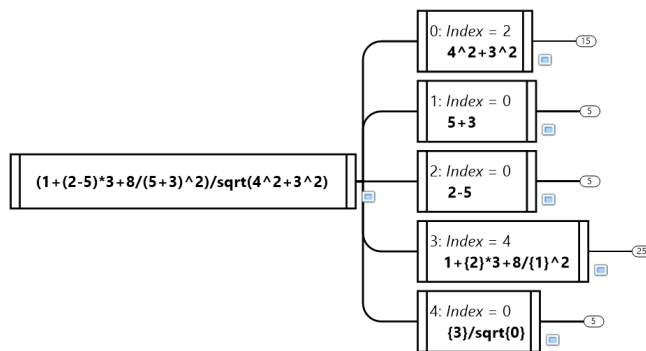 (1+(2-5)*3+8/(5+3)^2)/sqrt(4^2+3^2)
0: Index = 2
4^2+3^2
15
1: Index = 0
5+3
5
2: Index = 0
2-5
5
3: Index = 4
1+{2}*3+8/{1}^2
25
4: Index = 0
{3}/sqrt{0}
5